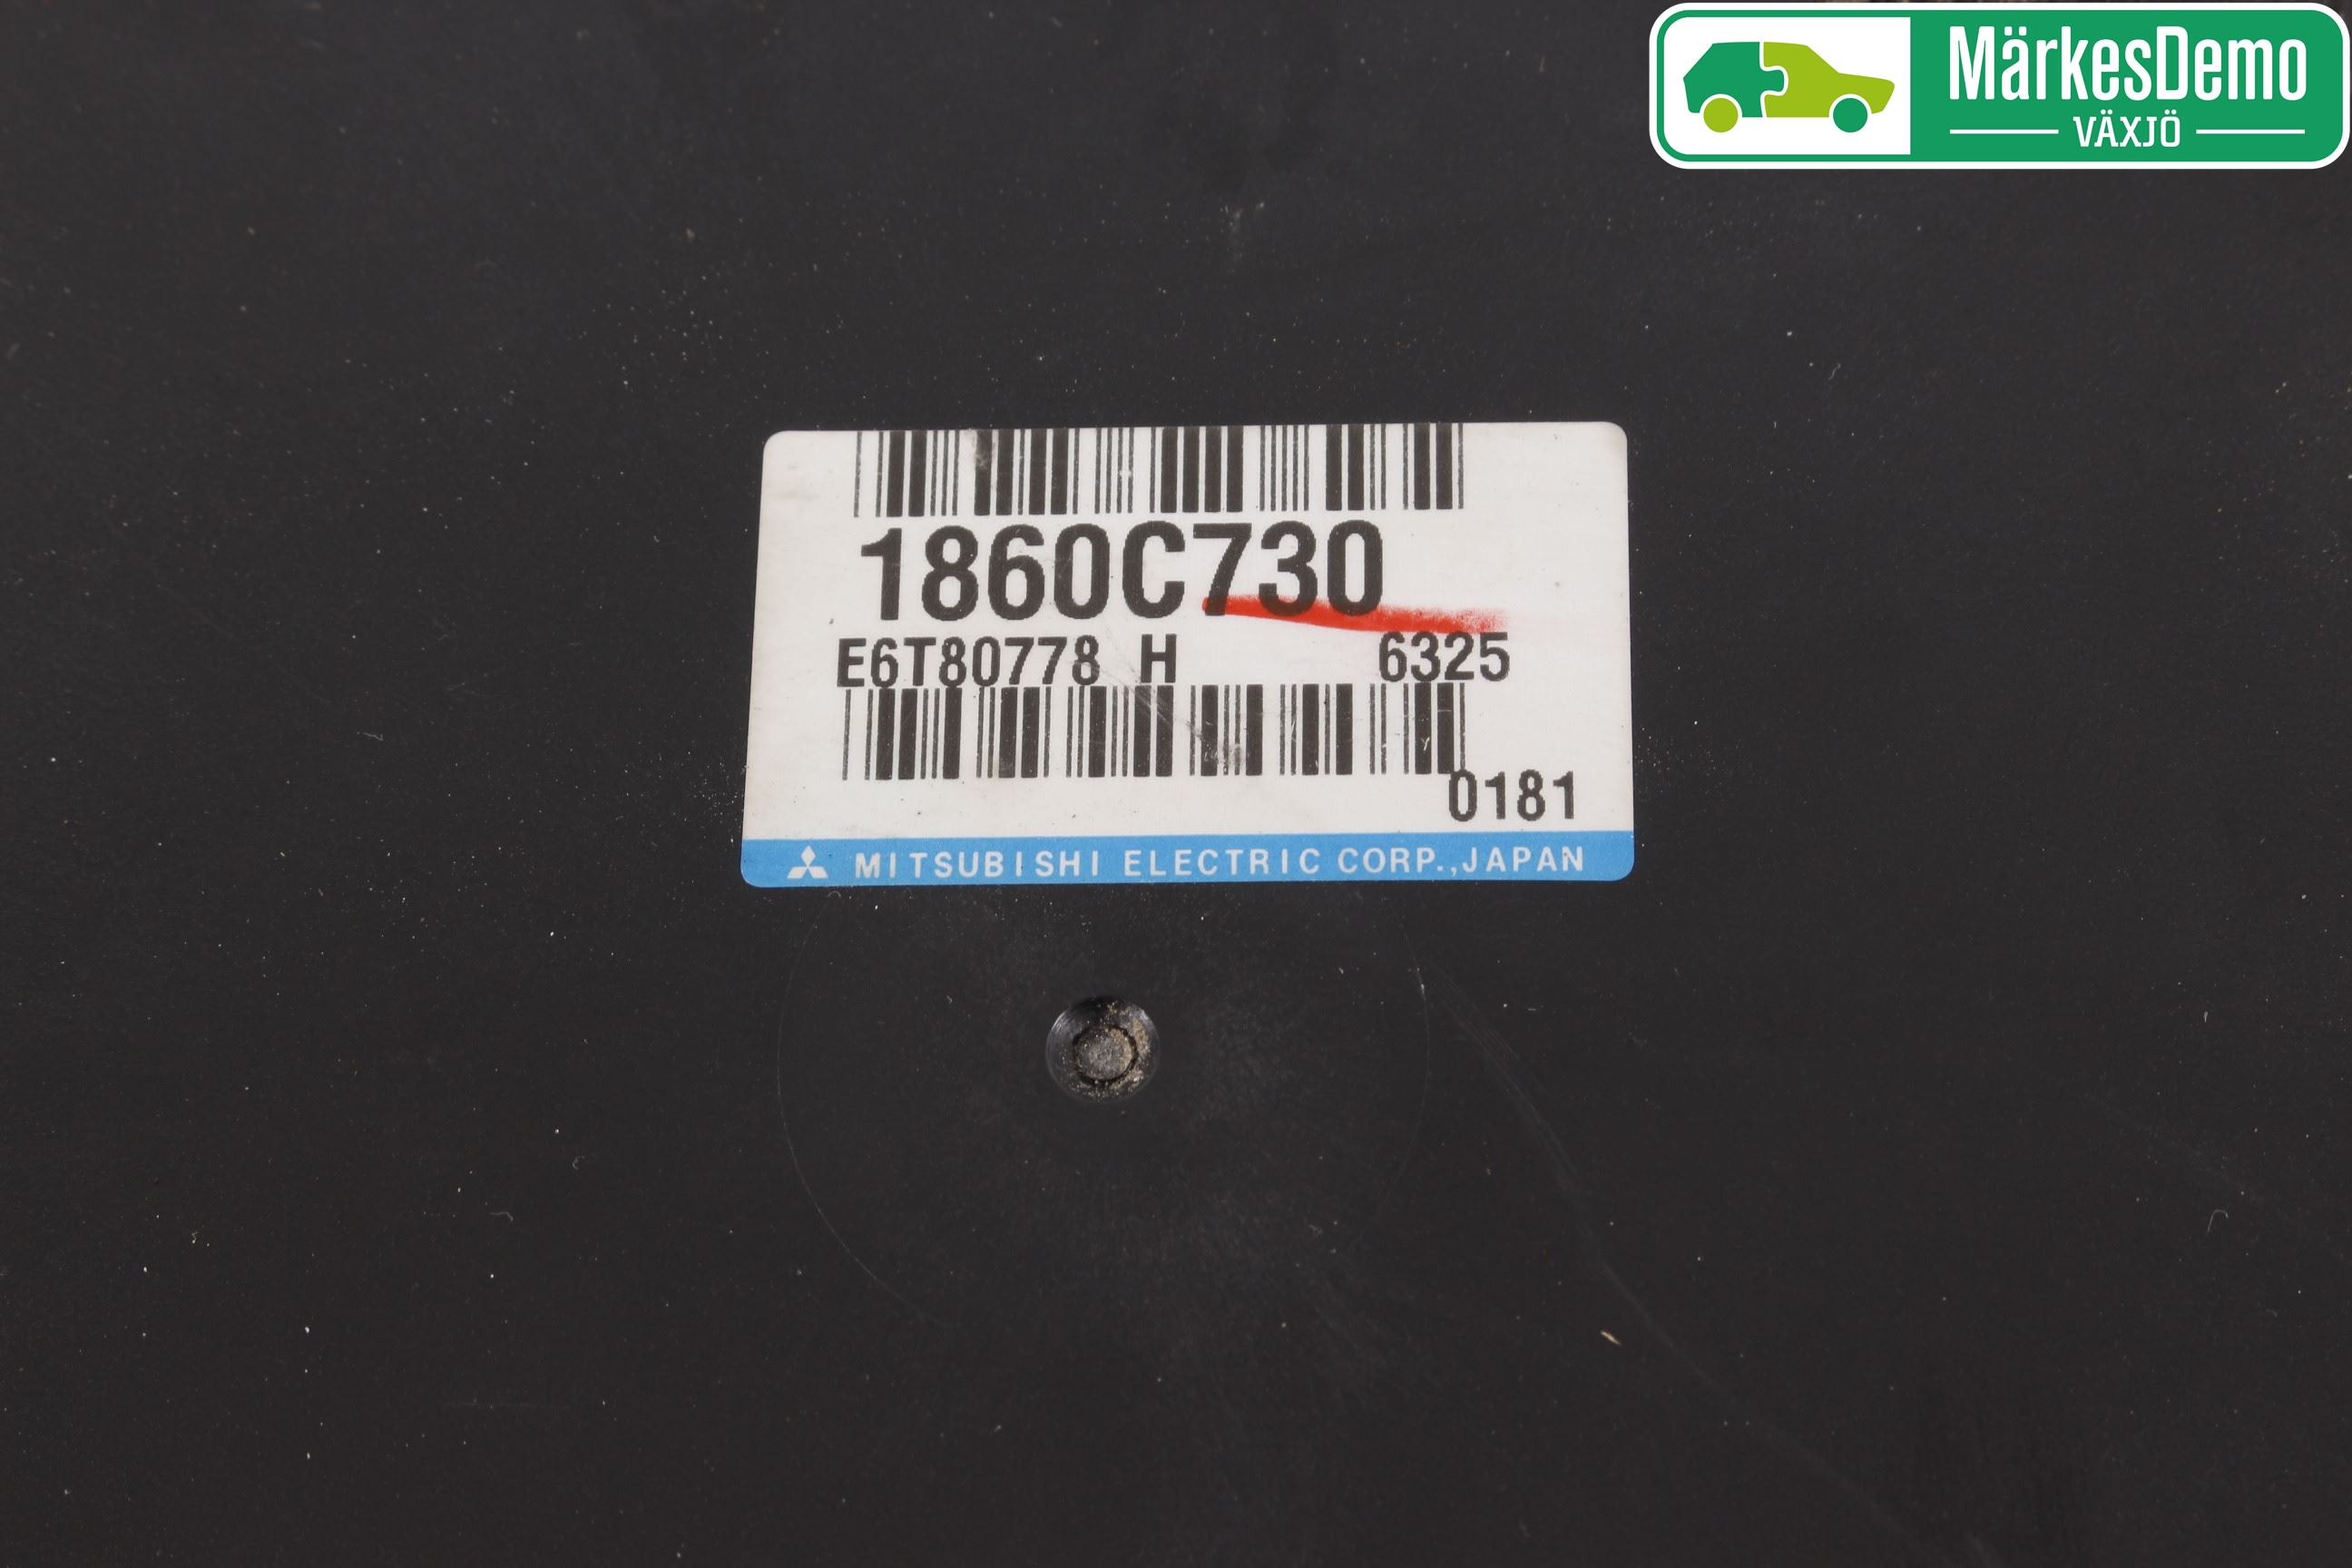 MärkesDemo
VÄXJÖ
1860C730
E6T80778 H 6325
0181
MITSUBISHI ELECTRIC CORP.,JAPAN